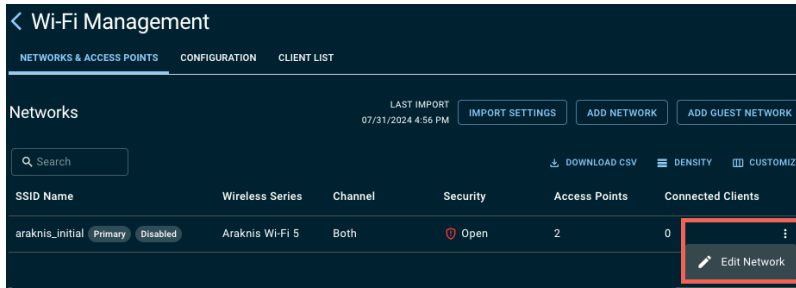 Wi-Fi Management
NETWORKS & ACCESS POINTS CONFIGURATION CLIENT LIST
Networks
LAST IMPORT
07/31/2024 4:56 PM
IMPORT SETTINGS ADD NETWORK ADD GUEST NETWORK
Search
DOWNLOAD CSV DENSITY CUSTOMIZ
SSID Name Wireless Series Channel Security Access Points Connected Clients
araknis_initial Primary Disabled Araknis Wi-Fi 5 Both Open 2 0
Edit Network